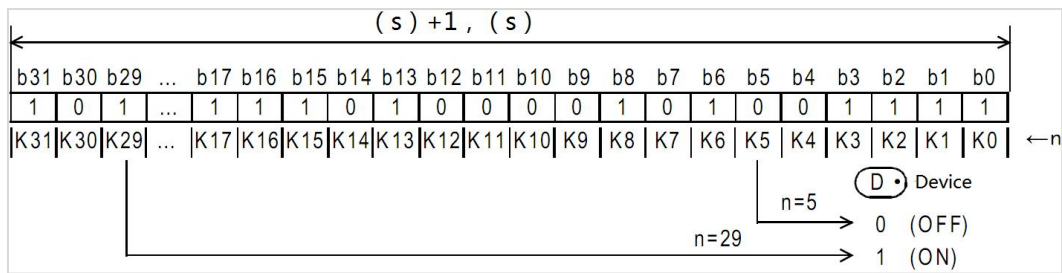 (s)+1, (s)
b31 b30 b29 ... b17 b16 b15 b14 b13 b12 b11 b10 b9 b8 b7 b6 b5 b4 b3 b2 b1 b0
1 0 1 ... 1 1 1 0 1 0 0 0 0 1 0 1 0 0 1 1 1 1
K31 K30 K29 ... K17 K16 K15 K14 K13 K12 K11 K10 K9 K8 K7 K6 K5 K4 K3 K2 K1 K0 ←n
D • Device
n=5
0 (OFF)
n=29
1 (ON)